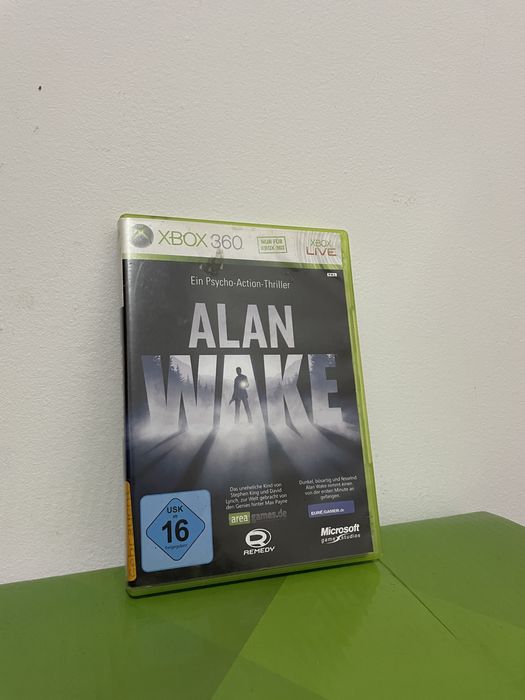 XBOX 360
NUR FÜR
XBOX 360
XBOX
LIVE
PAL
Ein Psycho-Action-Thriller
ALAN
WAKE
Das uneheliche Kind von
Stephen King und David
Lynch, zur Welt gebracht von
den Genies hinter Max Payne
areagames.de
Dunkel, bösartig und fesselnd.
Alan Wake nimmt einen
von der ersten Minute an
gefangen.
EUROGAMER.de
USK
ab
16
freigegeben
REMEDY
Microsoft
game studios